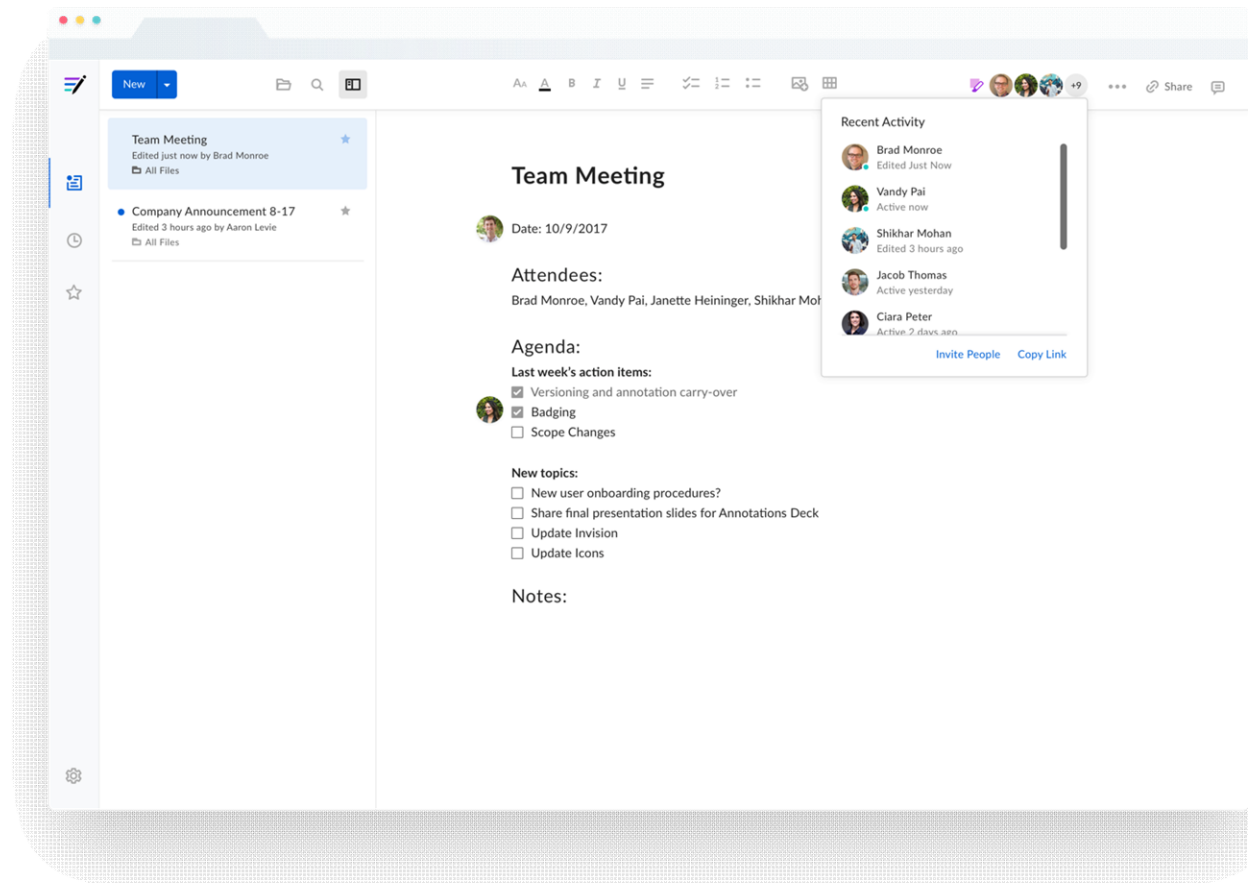 New
AA A B I U
+9
Share
Team Meeting
Edited just now by Brad Monroe
All Files
Company Announcement 8-17
Edited 3 hours ago by Aaron Levie
All Files
Team Meeting
Date: 10/9/2017
Attendees:
Brad Monroe, Vandy Pai, Janette Heininger, Shikhar
Agenda:
Last week's action items:
Versioning and annotation carry-over
Badging
Scope Changes
New topics:
New user onboarding procedures?
Share final presentation slides for Annotations Deck
Update Invision
Update Icons
Notes:
Recent Activity
Brad Monroe
Edited Just Now
Vandy Pai
Active now
Shikhar Mohan
Edited 3 hours ago
Jacob Thomas
Active yesterday
Ciara Peter
Active 2 days ago
Invite People Copy Link